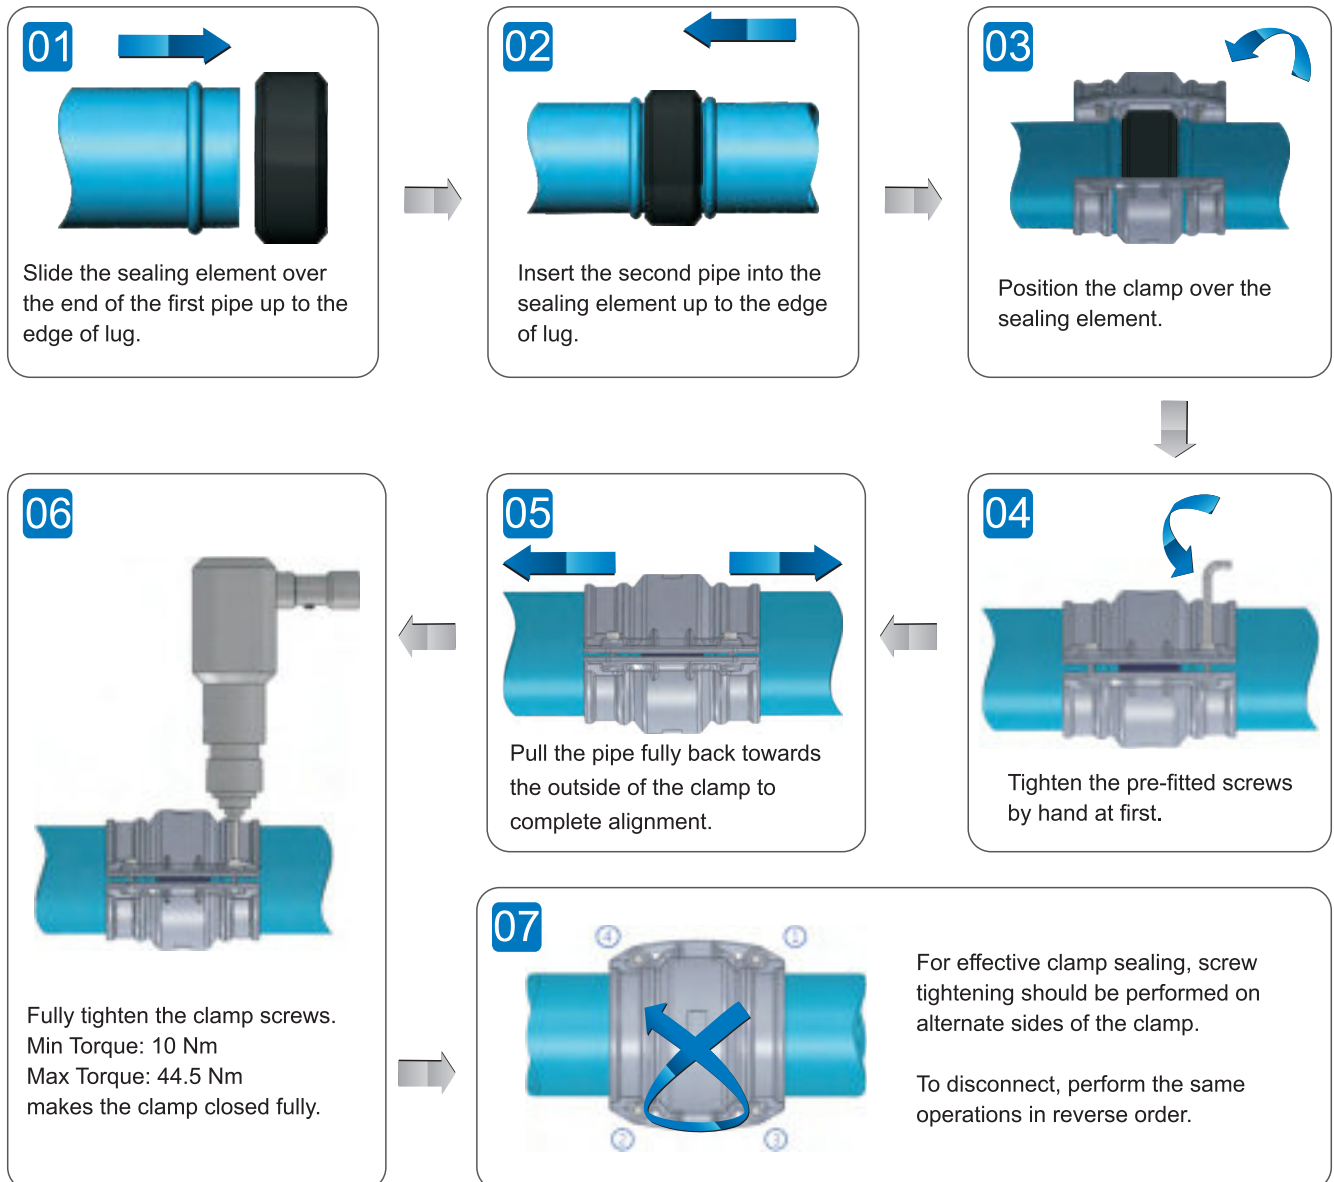 01
Slide the sealing element over
the end of the first pipe up to the
edge of lug.
02
Insert the second pipe into the
sealing element up to the edge
of lug.
03
Position the clamp over the
sealing element.
04
Tighten the pre-fitted screws
by hand at first.
05
Pull the pipe fully back towards
the outside of the clamp to
complete alignment.
06
Fully tighten the clamp screws.
Min Torque: 10 Nm
Max Torque: 44.5 Nm
makes the clamp closed fully.
07
④ ①
② ③
For effective clamp sealing, screw
tightening should be performed on
alternate sides of the clamp.
To disconnect, perform the same
operations in reverse order.